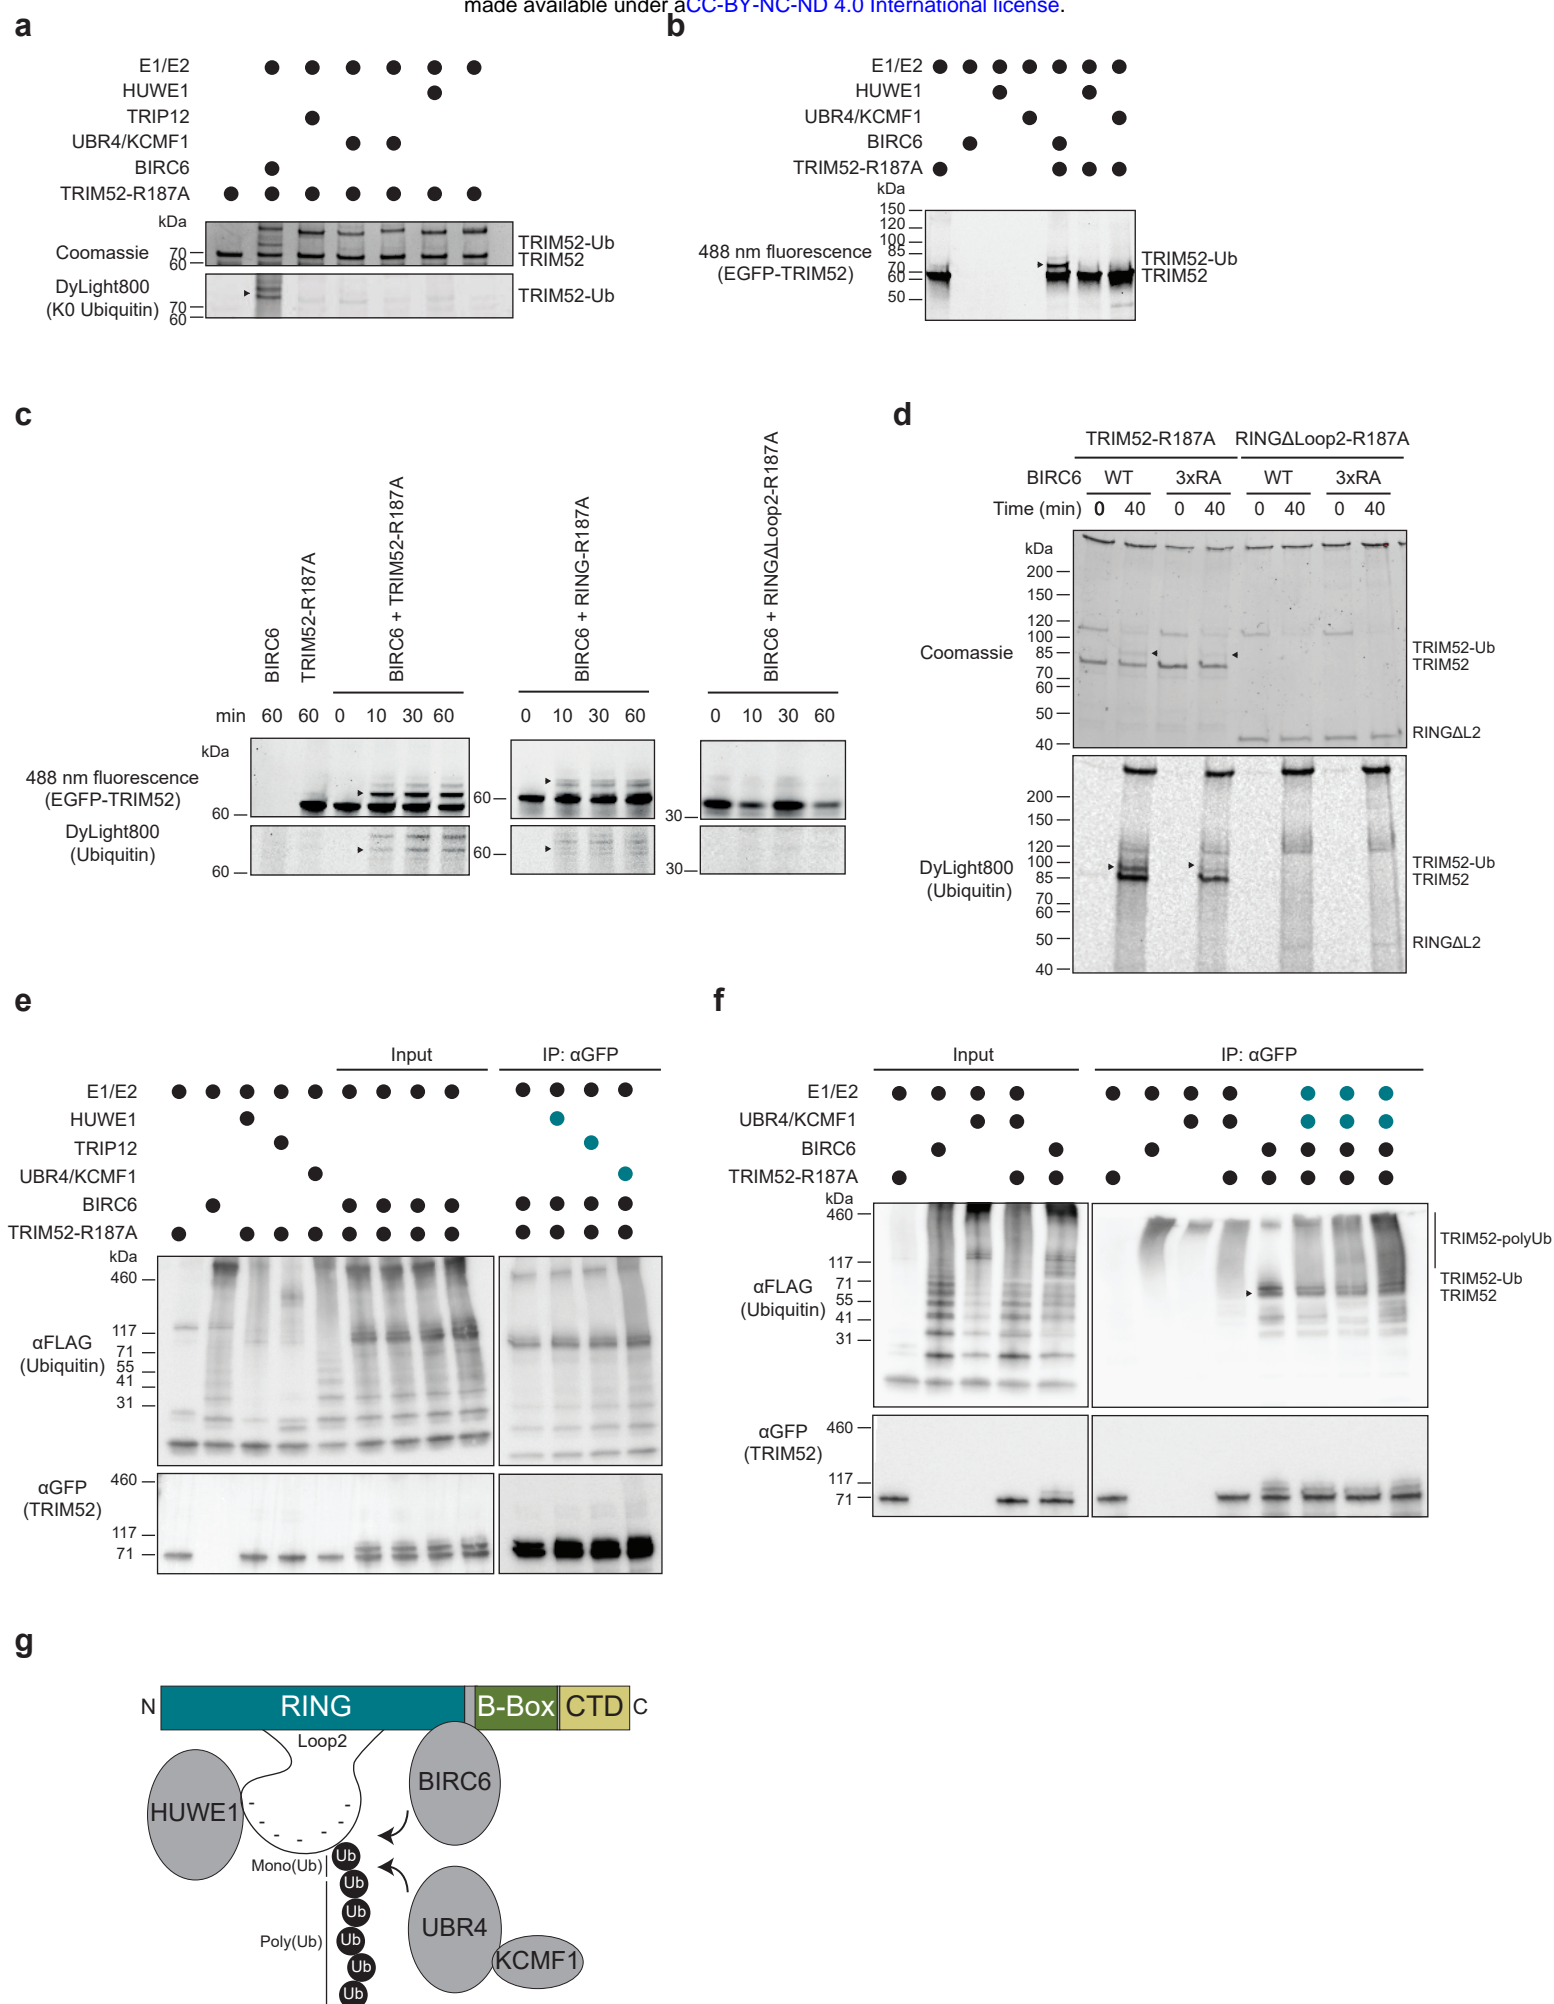 made available under aCC-BY-NC-ND 4.0 International license.
a
E1/E2
HUWE1
TRIP12
UBR4/KCMF1
BIRC6
TRIM52-R187A
kDa
Coomassie
70
60
TRIM52-Ub
TRIM52
DyLight800
(K0 Ubiquitin)
70
60
TRIM52-Ub
b
E1/E2
HUWE1
UBR4/KCMF1
BIRC6
TRIM52-R187A
kDa
150
120
100
85
70
60
50
488 nm fluorescence
(EGFP-TRIM52)
TRIM52-Ub
TRIM52
c
BIRC6
TRIM52-R187A
BIRC6 + TRIM52-R187A
BIRC6 + RING-R187A
BIRC6 + RINGΔLoop2-R187A
min 60 60 0 10 30 60 0 10 30 60 0 10 30 60
kDa
488 nm fluorescence
(EGFP-TRIM52)
60
60
30
DyLight800
(Ubiquitin)
60
60
30
d
TRIM52-R187A RINGΔLoop2-R187A
BIRC6 WT 3xRA WT 3xRA
Time (min) 0 40 0 40 0 40 0 40
kDa
200
150
120
100
85
70
60
50
40
Coomassie
TRIM52-Ub
TRIM52
RINGΔL2
200
150
120
100
85
70
60
50
40
DyLight800
(Ubiquitin)
TRIM52-Ub
TRIM52
RINGΔL2
e
Input IP: αGFP
E1/E2
HUWE1
TRIP12
UBR4/KCMF1
BIRC6
TRIM52-R187A
kDa
460
117
71
55
41
31
αFLAG
(Ubiquitin)
460
117
71
αGFP
(TRIM52)
f
Input IP: αGFP
E1/E2
UBR4/KCMF1
BIRC6
TRIM52-R187A
kDa
460
117
71
55
41
31
αFLAG
(Ubiquitin)
TRIM52-polyUb
TRIM52-Ub
TRIM52
460
117
71
αGFP
(TRIM52)
g
N RING B-Box CTD C
Loop2
HUWE1
BIRC6
- - - - - - -
Mono(Ub)
Ub
Ub
Ub
Poly(Ub)
Ub
Ub
Ub
UBR4
KCMF1